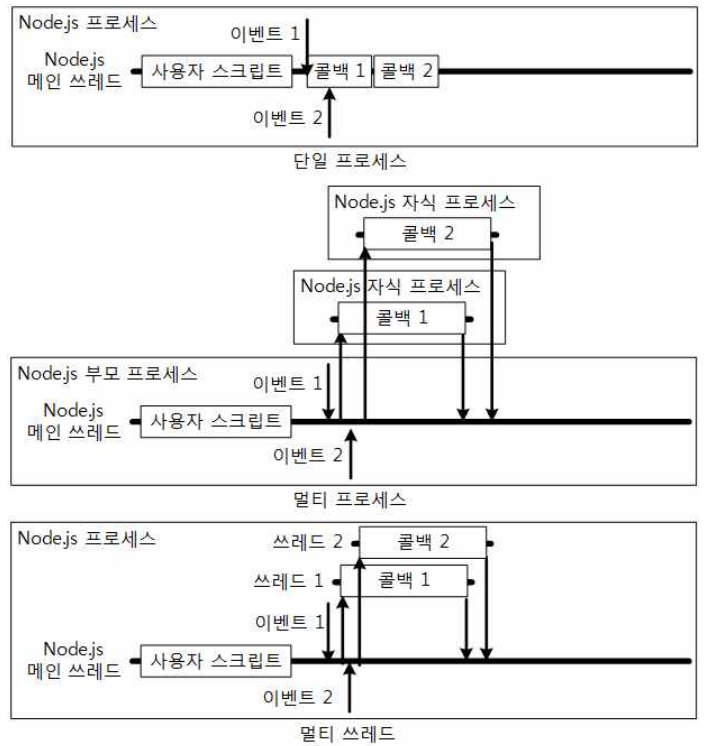 Node.js 프로세스
이벤트 1
Node.js
메인 쓰레드
사용자 스크립트
콜백 1
콜백 2
이벤트 2
단일 프로세스
Node.js 자식 프로세스
콜백 2
Node.js 자식 프로세스
콜백 1
Node.js 부모 프로세스
이벤트 1
Node.js
메인 쓰레드
사용자 스크립트
이벤트 2
멀티 프로세스
Node.js 프로세스
쓰레드 2
콜백 2
쓰레드 1
콜백 1
이벤트 1
Node.js
메인 쓰레드
사용자 스크립트
이벤트 2
멀티 쓰레드